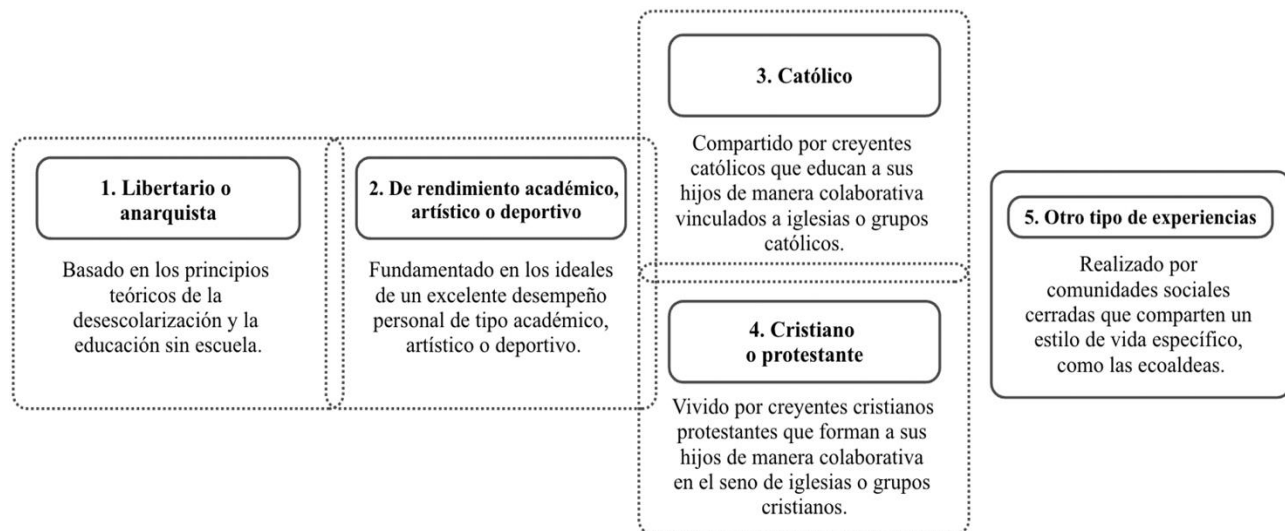 1. Libertario o
anarquista
Basado en los principios
teóricos de la
desescolarización y la
educación sin escuela.
2. De rendimiento académico,
artístico o deportivo
Fundamentado en los ideales
de un excelente desempeño
personal de tipo académico,
artístico o deportivo.
3. Católico
Compartido por creyentes
católicos que educan a sus
hijos de manera colaborativa
vinculados a iglesias o grupos
católicos.
4. Cristiano
o protestante
Vivido por creyentes cristianos
protestantes que forman a sus
hijos de manera colaborativa
en el seno de iglesias o grupos
cristianos.
5. Otro tipo de experiencias
Realizado por
comunidades sociales
cerradas que comparten un
estilo de vida específico,
como las ecoaldeas.